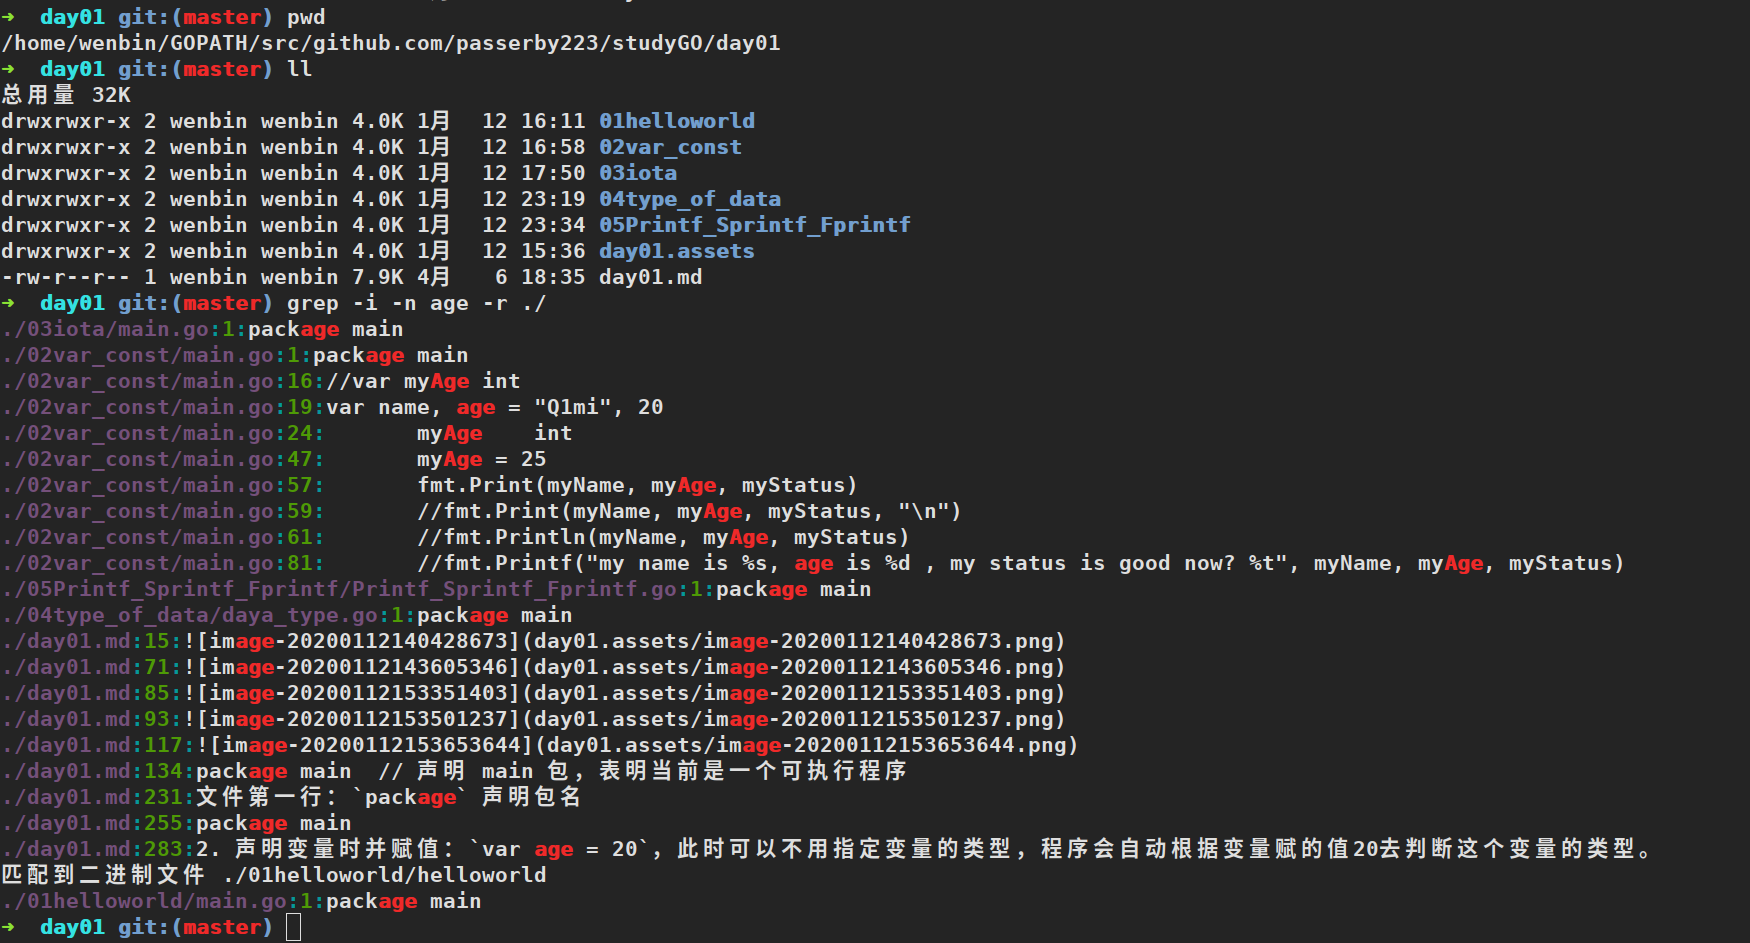 ➜  day01 git:(master) pwd
/home/wenbin/GOPATH/src/github.com/passerby223/studyGO/day01
➜  day01 git:(master) ll
总用量 32K
drwxrwxr-x 2 wenbin wenbin 4.0K 1月  12 16:11 01helloworld
drwxrwxr-x 2 wenbin wenbin 4.0K 1月  12 16:58 02var_const
drwxrwxr-x 2 wenbin wenbin 4.0K 1月  12 17:50 03iota
drwxrwxr-x 2 wenbin wenbin 4.0K 1月  12 23:19 04type_of_data
drwxrwxr-x 2 wenbin wenbin 4.0K 1月  12 23:34 05Printf_Sprintf_Fprintf
drwxrwxr-x 2 wenbin wenbin 4.0K 1月  12 15:36 day01.assets
-rw-r--r-- 1 wenbin wenbin 7.9K 4月   6 18:35 day01.md
➜  day01 git:(master) grep -i -n age -r ./
./03iota/main.go:1:package main
./02var_const/main.go:1:package main
./02var_const/main.go:16://var myAge int
./02var_const/main.go:19:var name, age = "Q1mi", 20
./02var_const/main.go:24:       myAge    int
./02var_const/main.go:47:       myAge = 25
./02var_const/main.go:57:       fmt.Print(myName, myAge, myStatus)
./02var_const/main.go:59:       //fmt.Print(myName, myAge, myStatus, "\n")
./02var_const/main.go:61:       //fmt.Println(myName, myAge, myStatus)
./02var_const/main.go:81:       //fmt.Printf("my name is %s, age is %d , my status is good now? %t", myName, myAge, myStatus)
./05Printf_Sprintf_Fprintf/Printf_Sprintf_Fprintf.go:1:package main
./04type_of_data/daya_type.go:1:package main
./day01.md:15:![image-20200112140428673](day01.assets/image-20200112140428673.png)
./day01.md:71:![image-20200112143605346](day01.assets/image-20200112143605346.png)
./day01.md:85:![image-20200112153351403](day01.assets/image-20200112153351403.png)
./day01.md:93:![image-20200112153501237](day01.assets/image-20200112153501237.png)
./day01.md:117:![image-20200112153653644](day01.assets/image-20200112153653644.png)
./day01.md:134:package main  // 声明 main 包，表明当前是一个可执行程序
./day01.md:231:文件第一行：`package` 声明包名
./day01.md:255:package main
./day01.md:283:2. 声明变量时并赋值：`var age = 20`，此时可以不用指定变量的类型，程序会自动根据变量赋的值20去判断这个变量的类型。
匹配到二进制文件 ./01helloworld/helloworld
./01helloworld/main.go:1:package main
➜  day01 git:(master)